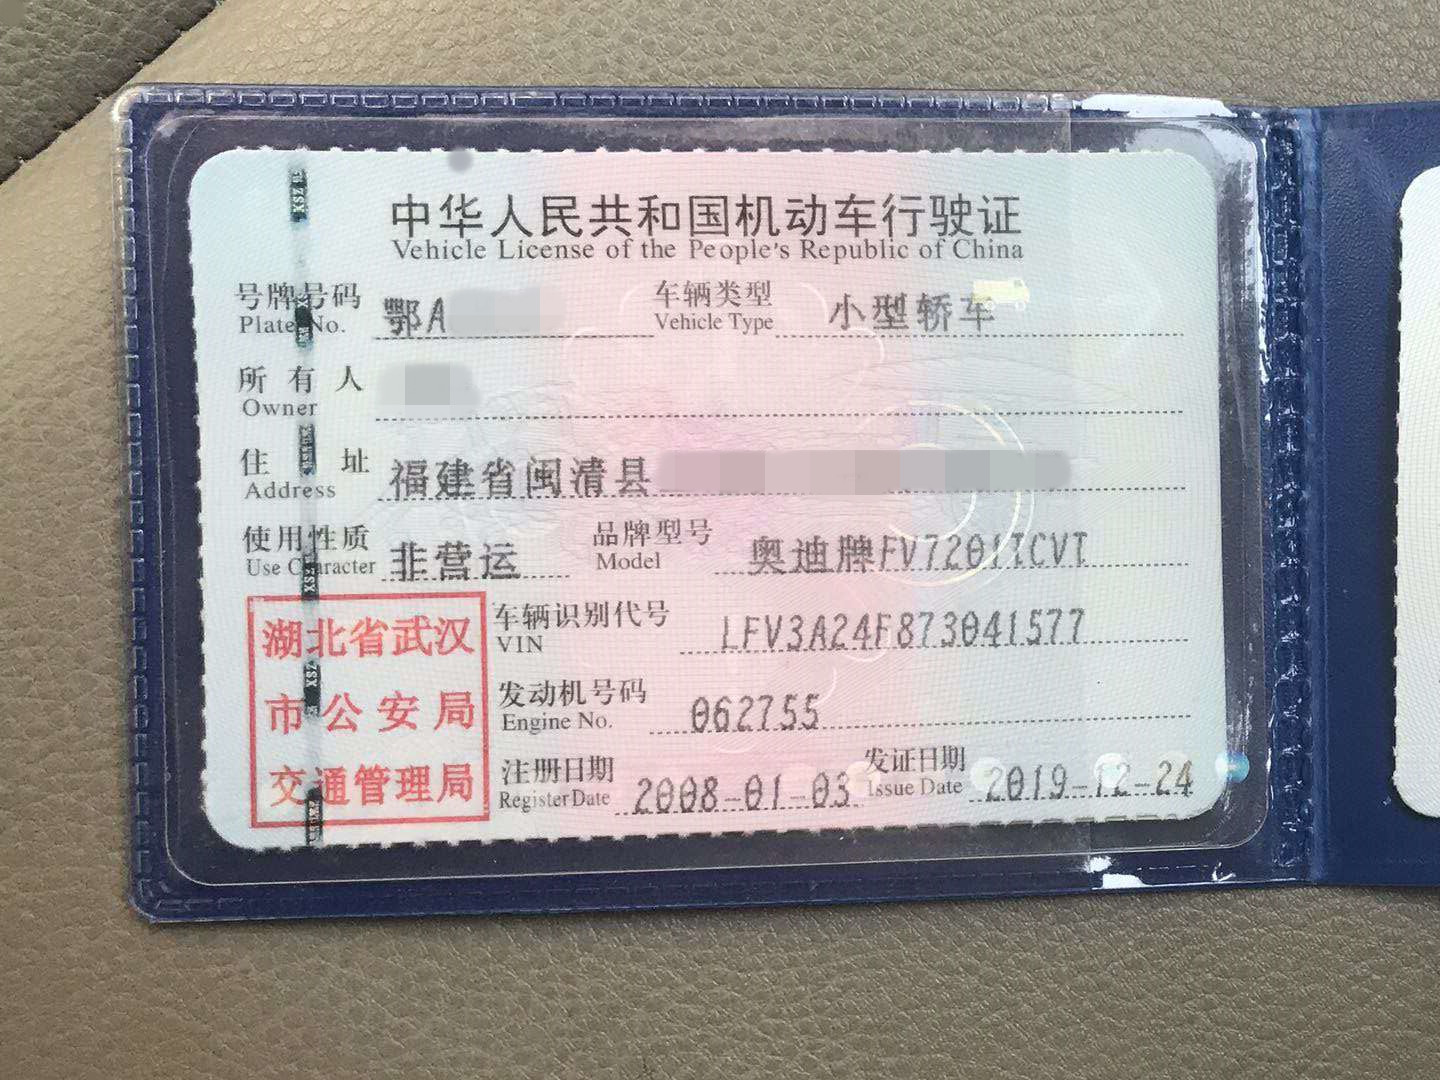 中华人民共和国机动车行驶证
Vehicle License of the People's Republic of China
号牌号码 鄂A 车辆类型 小型轿车
Plate No. Vehicle Type
所有人
Owner
住址 福建省闽清县
Address
使用性质 非营运 品牌型号 奥迪牌FV7201TCVT
Use Character Model
湖北省武汉
市公安局
交通管理局
车辆识别代号 LFV3A24F873041577
VIN
发动机号码 062755
Engine No.
注册日期 2008-01-03 发证日期 2019-12-24
Register Date Issue Date